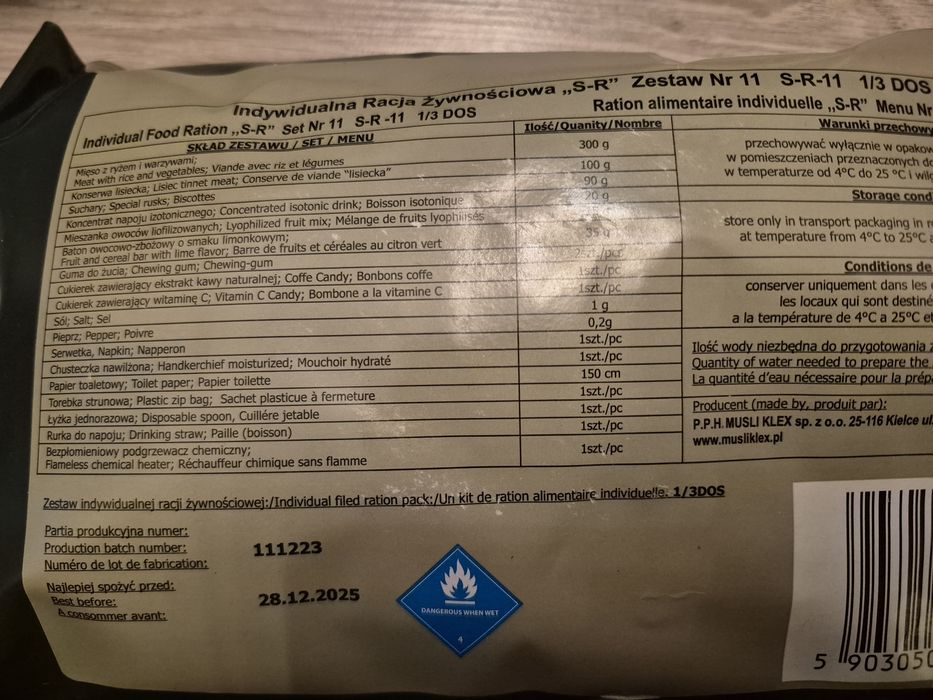 Indywidualna Racja Żywnościowa „S-R” Zestaw Nr 11 S-R-11 1/3 DOS
Individual Food Ration „S-R” Set Nr 11 S-R -11 1/3 DOS
Ration alimentaire individuelle „S-R” Menu Nr
SKŁAD ZESTAWU / SET / MENU
Ilość/Quanity/Nombre
Mięso z ryżem i warzywami;
Meat with rice and vegetables; Viande avec riz et légumes
300 g
Konserwa lisiecka; Lisiec tinnet meat; Conserve de viande "lisiecka"
100 g
Suchary; Special rusks; Biscottes
90 g
Koncentrat napoju izotonicznego; Concentrated isotonic drink; Boisson isotonique
20 g
Mieszanka owoców liofilizowanych; Lyophilized fruit mix; Mélange de fruits lyophilisés
Baton owocowo-zbożowy o smaku limonkowym;
Fruit and cereal bar with lime flavor; Barre de fruits et céréales au citron vert
35 g
Guma do żucia; Chewing gum; Chewing-gum
2szt./pcs
Cukierek zawierający ekstrakt kawy naturalnej; Coffe Candy; Bonbons coffe
1szt./pc
Cukierek zawierający witaminę C; Vitamin C Candy; Bombone a la vitamine C
1szt./pc
Sól; Salt; Sel
1 g
Pieprz; Pepper; Poivre
0,2g
Serwetka, Napkin; Napperon
1szt./pc
Chusteczka nawilżona; Handkerchief moisturized; Mouchoir hydraté
1szt./pc
Papier toaletowy; Toilet paper; Papier toilette
150 cm
Torebka strunowa; Plastic zip bag; Sachet plasticue à fermeture
1szt./pc
Łyżka jednorazowa; Disposable spoon, Cuillére jetable
1szt./pc
Rurka do napoju; Drinking straw; Paille (boisson)
1szt./pc
Bezpłomieniowy podgrzewacz chemiczny;
Flameless chemical heater; Réchauffeur chimique sans flamme
1szt./pc
Warunki przechowy
przechowywać wyłącznie w opakow
w pomieszczeniach przeznaczonych do
w temperaturze od 4°C do 25 °C i wilg
Storage cond
store only in transport packaging in r
at temperature from 4°C to 25°C
Conditions de
conserver uniquement dans les
les locaux qui sont destiné
a la température de 4°C a 25°C et
Ilość wody niezbędna do przygotowania z
Quantity of water needed to prepare the
La quantité d'eau nécessaire pour la prép
Producent (made by, produit par):
P.P.H. MUSLI KLEX sp. z o.o. 25-116 Kielce ul.
www.musliklex.pl
Zestaw indywidualnej racji żywnościowej:/Individual filed ration pack:/Un kit de ration alimentaire individuelle. 1/3DOS
Partia produkcyjna numer:
Production batch number:
Numéro de lot de fabrication:
111223
Najlepiej spożyć przed:
Best before:
A consommer avant:
28.12.2025
DANGEROUS WHEN WET
4
5 903050